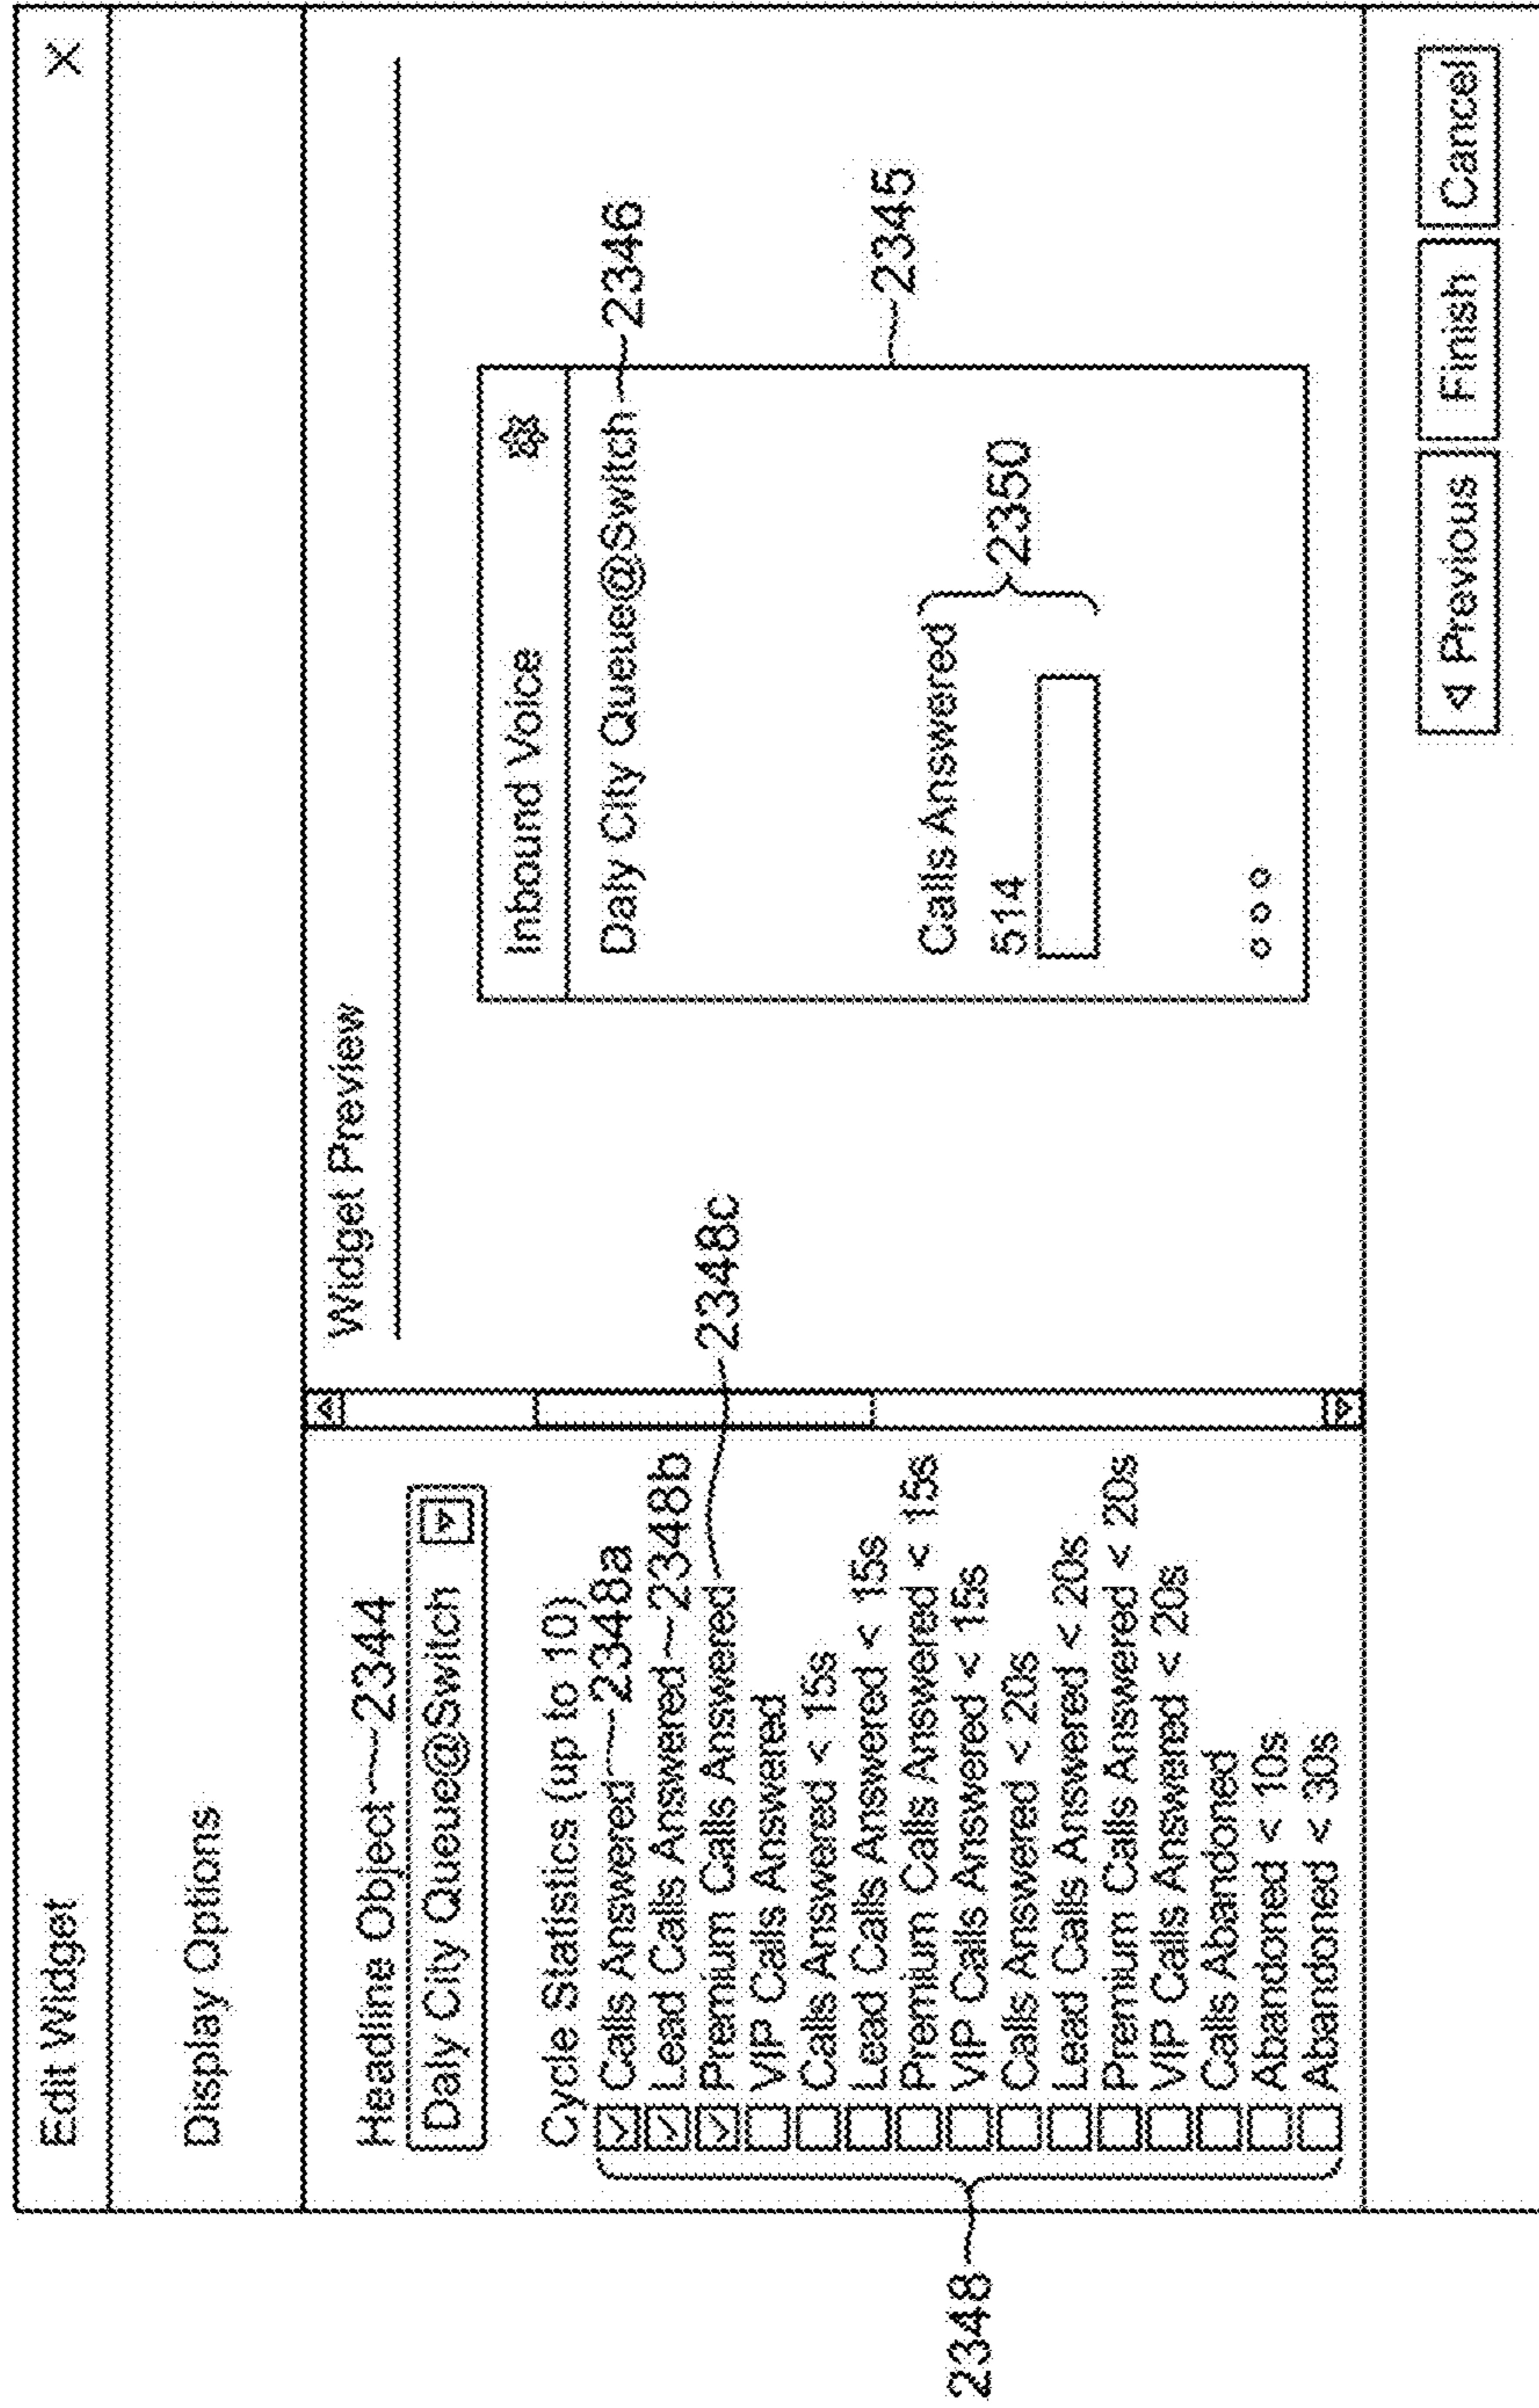 Edit Widget X
Display Options
Headline Object 2344
Daly City Queue@Switch
Cycle Statistics (up to 10)
Calls Answered 2348a
Lead Calls Answered 2348b
Premium Calls Answered 2348c
VIP Calls Answered
Calls Answered < 15s
Lead Calls Answered < 15s
Premium Calls Answered < 15s
VIP Calls Answered < 15s
Calls Answered < 20s
Lead Calls Answered < 20s
Premium Calls Answered < 20s
VIP Calls Answered < 20s
Calls Abandoned
Abandoned < 10s
Abandoned < 30s
2348
Widget Preview
Inbound Voice
Daly City Queue@Switch 2346
Calls Answered
514
2350
2345
Previous
Finish
Cancel